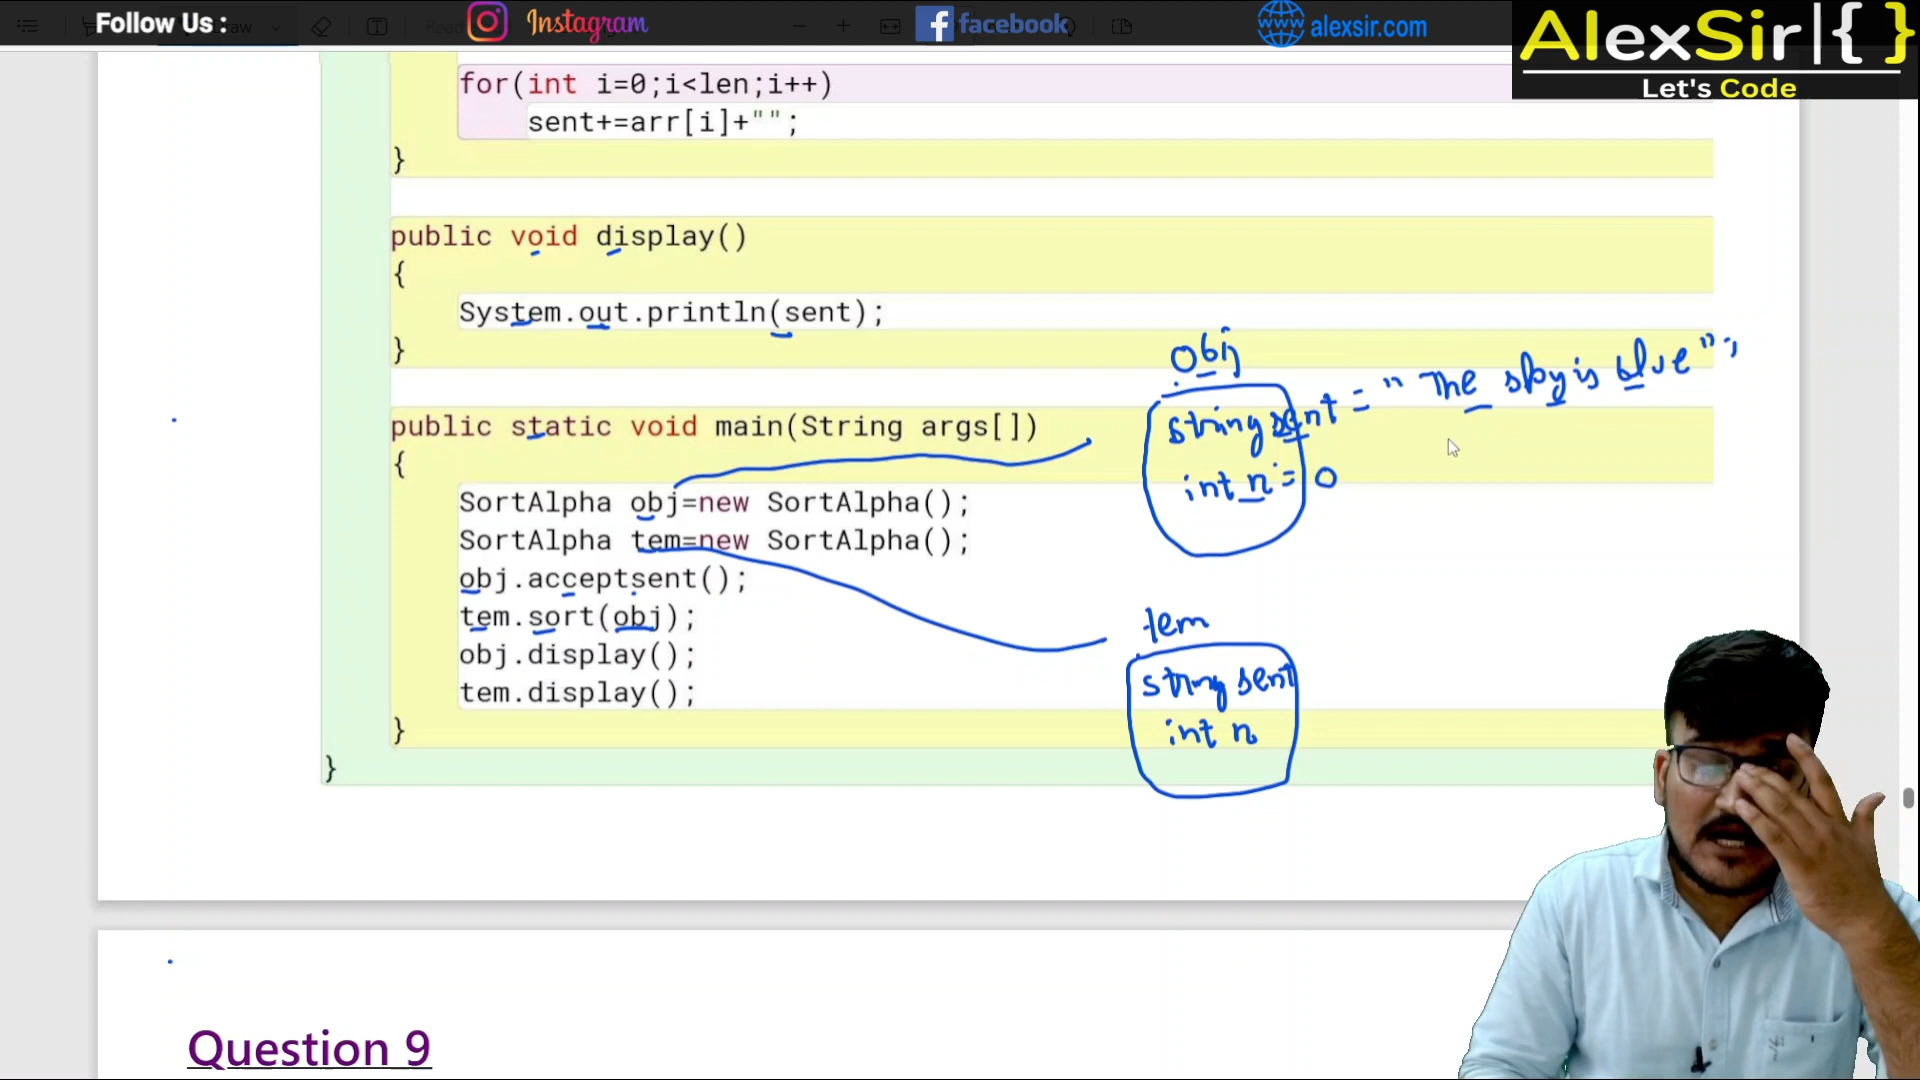 Follow Us :
Instagram
facebook
www alexsir.com
AlexSir|{ }
Let's Code
for(int i=0;i<len;i++)
sent+=arr[i]+"";
}
public void display()
{
System.out.println(sent);
}
obj
string sent = " The sky is blue ";
int n = 0
public static void main(String args[])
{
SortAlpha obj=new SortAlpha();
SortAlpha tem=new SortAlpha();
obj.acceptsent();
tem.sort(obj);
obj.display();
tem.display();
}
}
tem
string sent
int n
Question 9